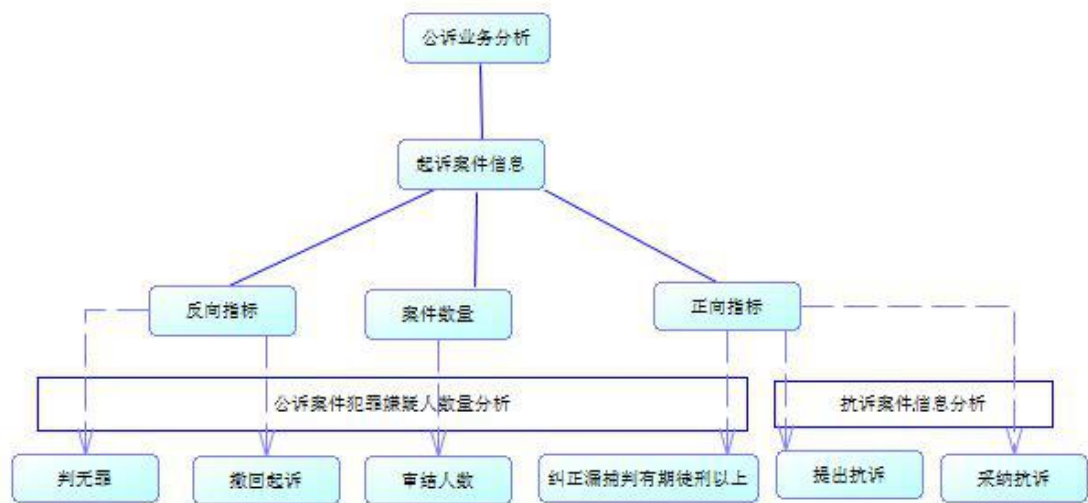 公诉业务分析
起诉案件信息
反向指标
案件数量
正向指标
公诉案件犯罪嫌疑人数量分析
抗诉案件信息分析
判无罪
撤回起诉
审结人数
纠正漏捕判有期徒刑以上
提出抗诉
采纳抗诉